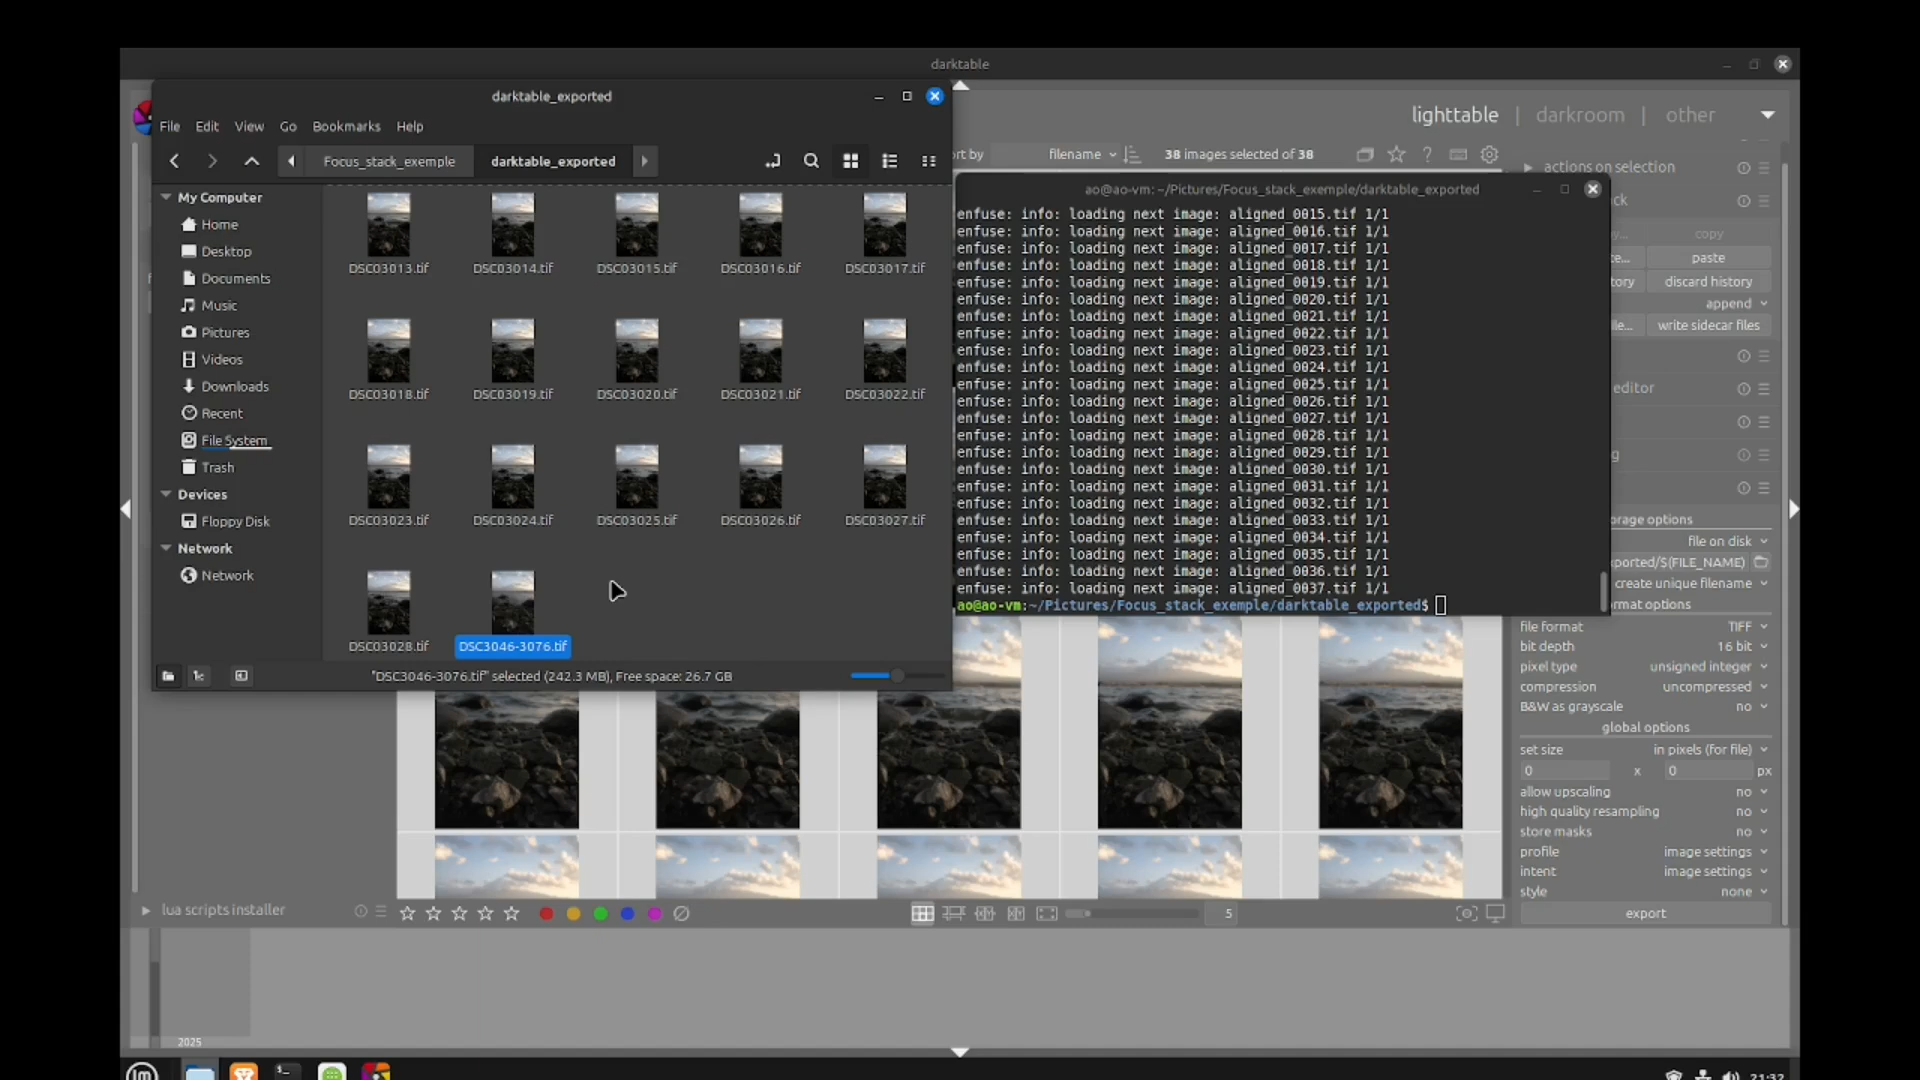 darktable
darktable_exported
File Edit View Go Bookmarks Help
Focus_stack_exemple darktable_exported
My Computer
Home
Desktop
Documents
Music
Pictures
Videos
Downloads
Recent
File System
Trash
Devices
Floppy Disk
Network
Network
DSC03013.tif DSC03014.tif DSC03015.tif DSC03016.tif DSC03017.tif
DSC03018.tif DSC03019.tif DSC03020.tif DSC03021.tif DSC03022.tif
DSC03023.tif DSC03024.tif DSC03025.tif DSC03026.tif DSC03027.tif
DSC03028.tif DSC3046-3076.tif
"DSC3046-3076.tif" selected (242.3 MB), Free space: 26.7 GB
lighttable | darkroom | other
ort by filename 38 images selected of 38
ao@ao-vm: ~/Pictures/Focus_stack_exemple/darktable_exported
enfuse: info: loading next image: aligned_0015.tif 1/1
enfuse: info: loading next image: aligned_0016.tif 1/1
enfuse: info: loading next image: aligned_0017.tif 1/1
enfuse: info: loading next image: aligned_0018.tif 1/1
enfuse: info: loading next image: aligned_0019.tif 1/1
enfuse: info: loading next image: aligned_0020.tif 1/1
enfuse: info: loading next image: aligned_0021.tif 1/1
enfuse: info: loading next image: aligned_0022.tif 1/1
enfuse: info: loading next image: aligned_0023.tif 1/1
enfuse: info: loading next image: aligned_0024.tif 1/1
enfuse: info: loading next image: aligned_0025.tif 1/1
enfuse: info: loading next image: aligned_0026.tif 1/1
enfuse: info: loading next image: aligned_0027.tif 1/1
enfuse: info: loading next image: aligned_0028.tif 1/1
enfuse: info: loading next image: aligned_0029.tif 1/1
enfuse: info: loading next image: aligned_0030.tif 1/1
enfuse: info: loading next image: aligned_0031.tif 1/1
enfuse: info: loading next image: aligned_0032.tif 1/1
enfuse: info: loading next image: aligned_0033.tif 1/1
enfuse: info: loading next image: aligned_0034.tif 1/1
enfuse: info: loading next image: aligned_0035.tif 1/1
enfuse: info: loading next image: aligned_0036.tif 1/1
enfuse: info: loading next image: aligned_0037.tif 1/1
ao@ao-vm:~/Pictures/Focus_stack_exemple/darktable_exported$
actions on selection
ck
y... copy
te... paste
tory discard history
append
le... write sidecar files
editor
g
orage options
file on disk
ported/$(FILE_NAME)
create unique filename
ormat options
file format TIFF
bit depth 16 bit
pixel type unsigned integer
compression uncompressed
B&W as grayscale no
global options
set size in pixels (for file)
0 x 0 px
allow upscaling no
high quality resampling no
store masks no
profile image settings
intent image settings
style none
export
lua scripts installer
5
2025
21:32